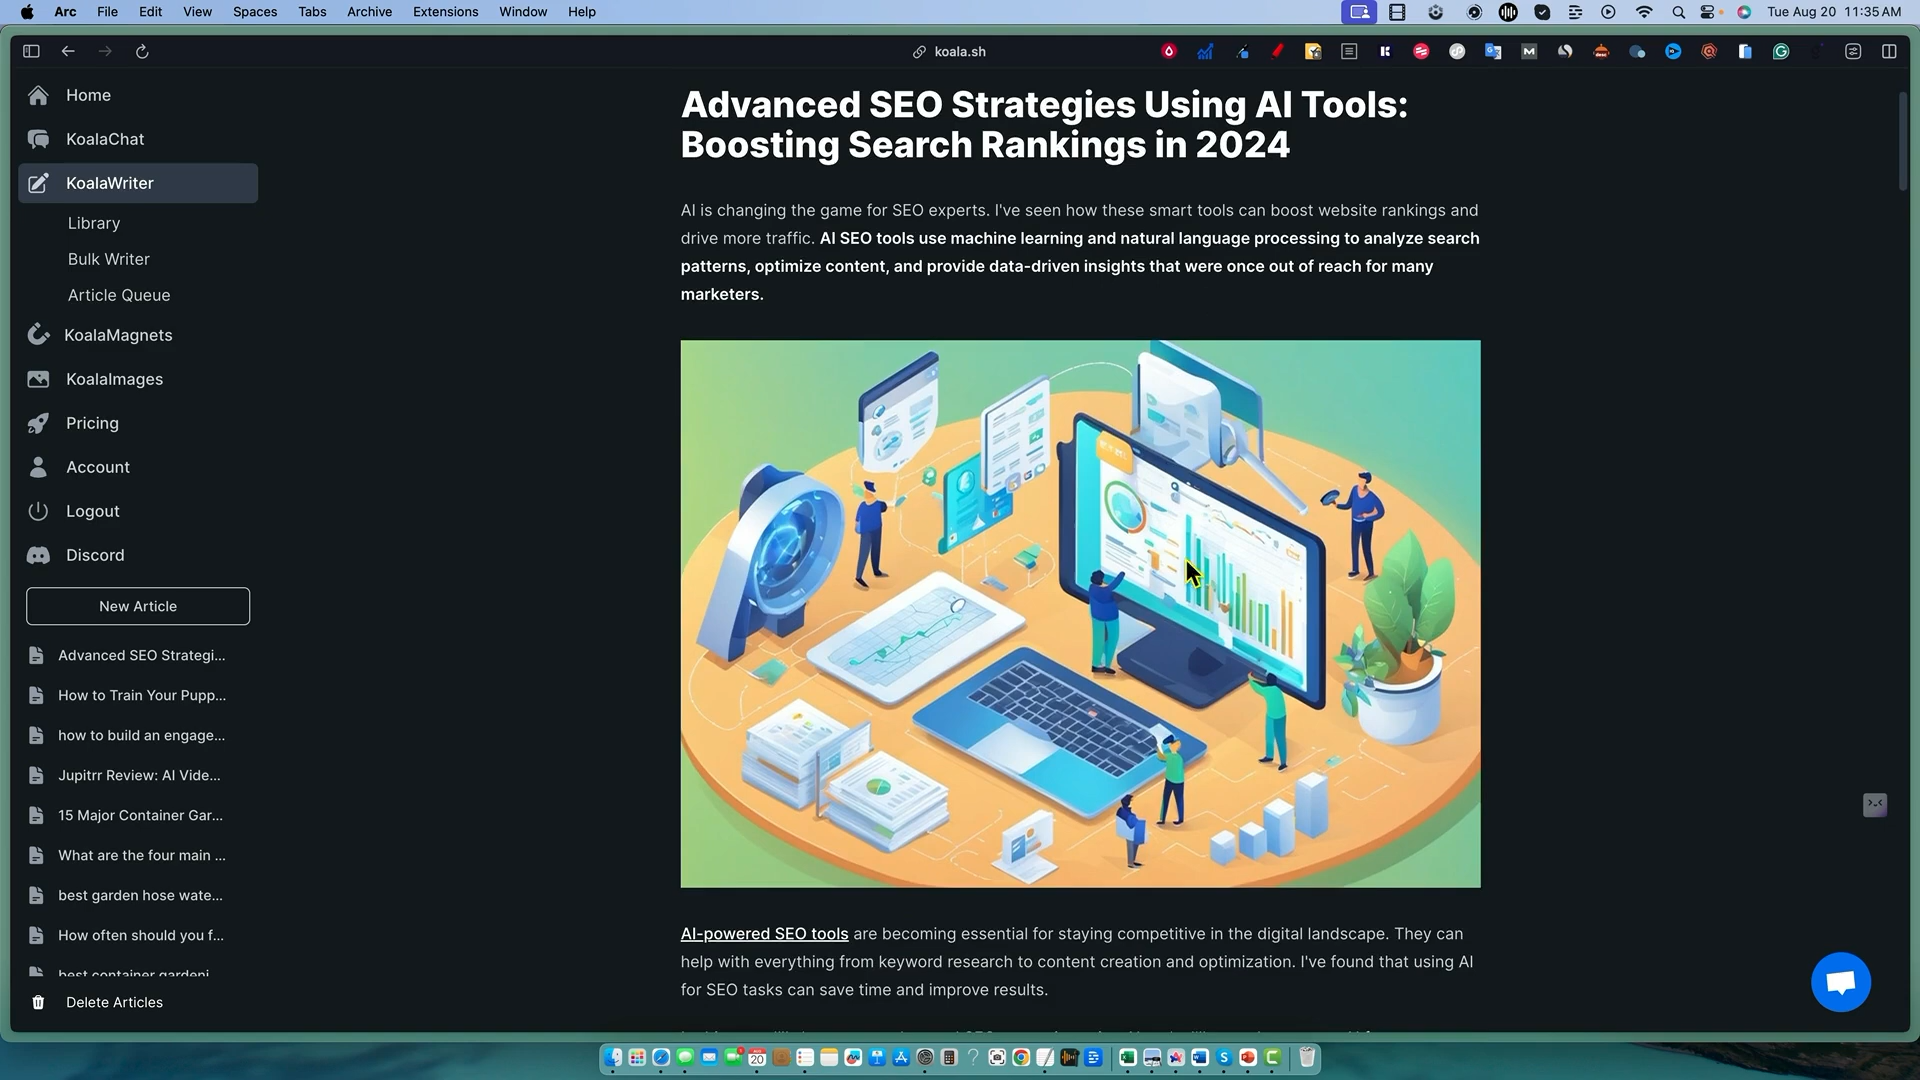 Arc File Edit View Spaces Tabs Archive Extensions Window Help Tue Aug 20 11:35 AM
koala.sh
Home
KoalaChat
KoalaWriter
Library
Bulk Writer
Article Queue
KoalaMagnets
KoalaImages
Pricing
Account
Logout
Discord
New Article
Advanced SEO Strategi...
How to Train Your Pupp...
how to build an engage...
Jupitrr Review: AI Vide...
15 Major Container Gar...
What are the four main ...
best garden hose wate...
How often should you f...
best container gardeni...
Delete Articles
Advanced SEO Strategies Using AI Tools:
Boosting Search Rankings in 2024
AI is changing the game for SEO experts. I've seen how these smart tools can boost website rankings and
drive more traffic. AI SEO tools use machine learning and natural language processing to analyze search
patterns, optimize content, and provide data-driven insights that were once out of reach for many
marketers.
AI-powered SEO tools are becoming essential for staying competitive in the digital landscape. They can
help with everything from keyword research to content creation and optimization. I've found that using AI
for SEO tasks can save time and improve results.